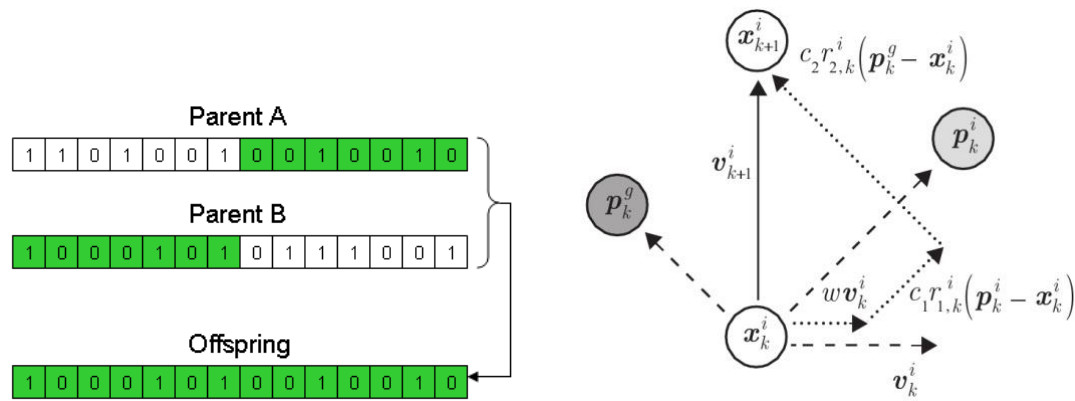 Parent A
1 1 0 1 0 0 1 0 0 1 0 0 1 0
Parent B
1 0 0 0 1 0 1 0 1 1 1 0 0 1
Offspring
1 0 0 0 1 0 1 0 0 1 0 0 1 0
x^i_{k+1}
c_2 r^i_{2,k}(p^g_k − x^i_k)
p^i_k
v^i_{k+1}
p^g_k
wv^i_k
c_1 r^i_{1,k}(p^i_k − x^i_k)
x^i_k
v^i_k